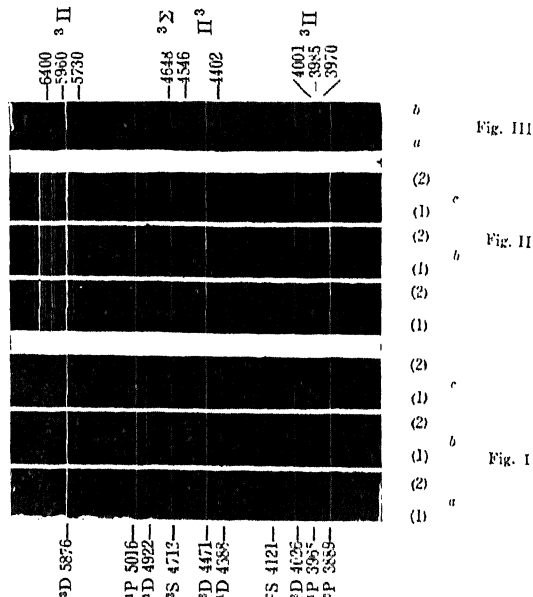 ³Π ³Σ Π³ ³Π
6400
5960
5730
4648
4546
4402
4001
3985
3970
b
a
Fig. III
(2)
c
(1)
(2)
b
(1)
Fig. II
(2)
(1)
(2)
c
(1)
(2)
b
(1)
Fig. I
(2)
a
(1)
³D 5876
¹P 5016
¹D 4922
³S 4713
³D 4471
¹D 4388
³S 4121
³D 4026
¹P 3965
³P 3889